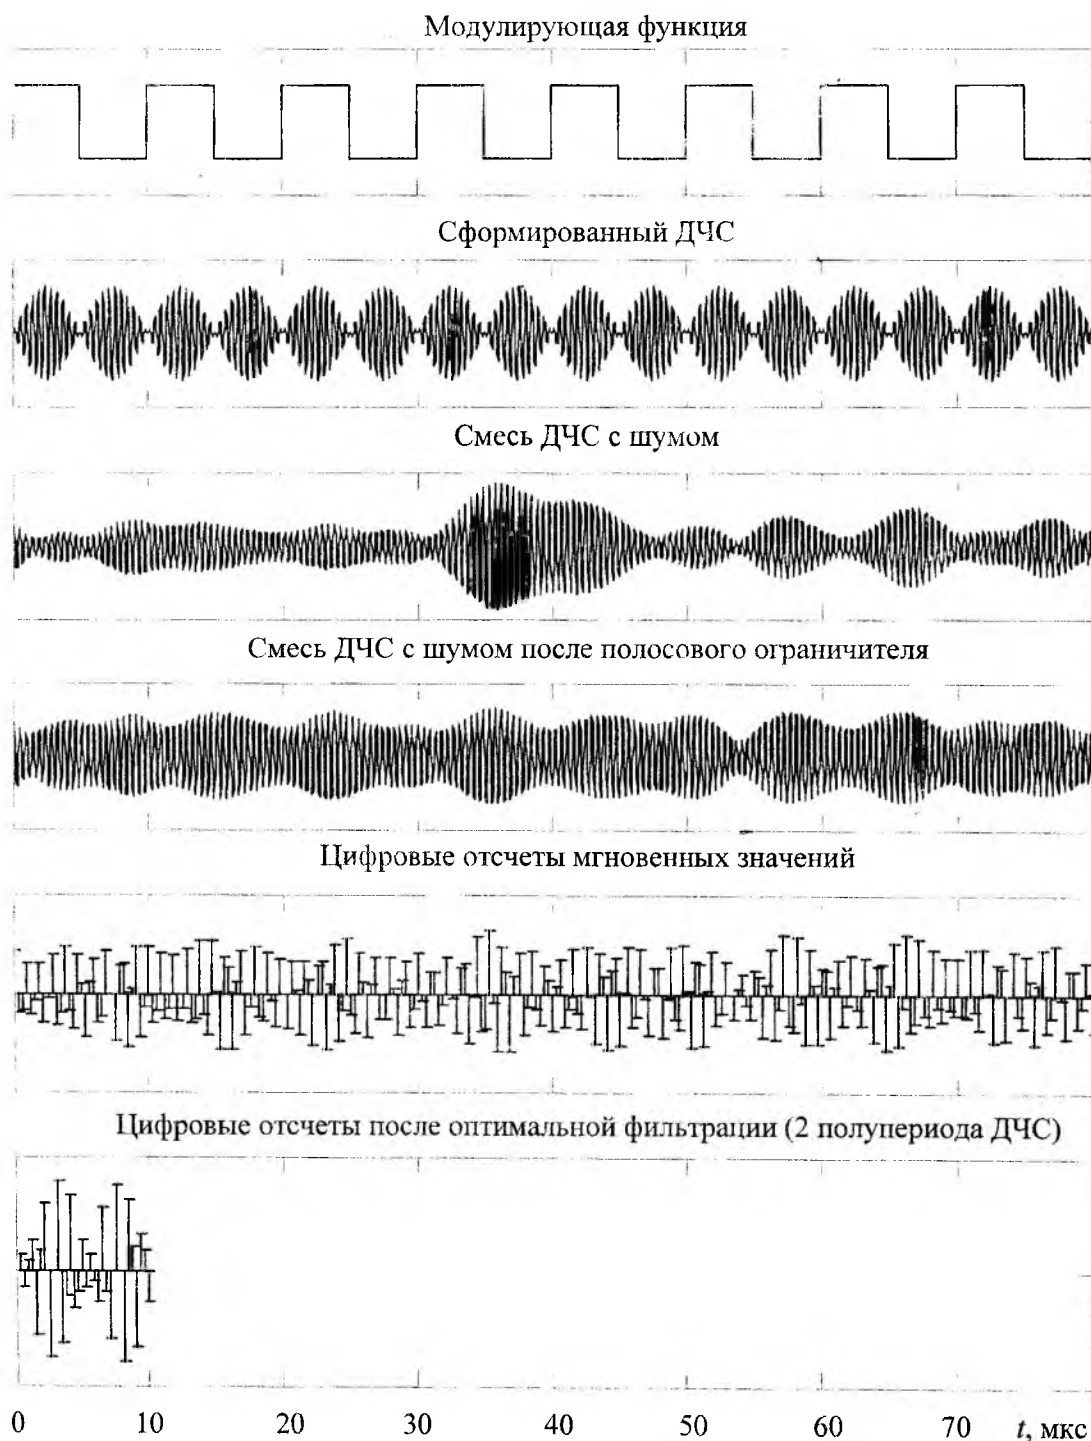 Модулирующая функция
Сформированный ДЧС
Смесь ДЧС с шумом
Смесь ДЧС с шумом после полосового ограничителя
Цифровые отсчеты мгновенных значений
Цифровые отсчеты после оптимальной фильтрации (2 полупериода ДЧС)
0 10 20 30 40 50 60 70 t, мкс